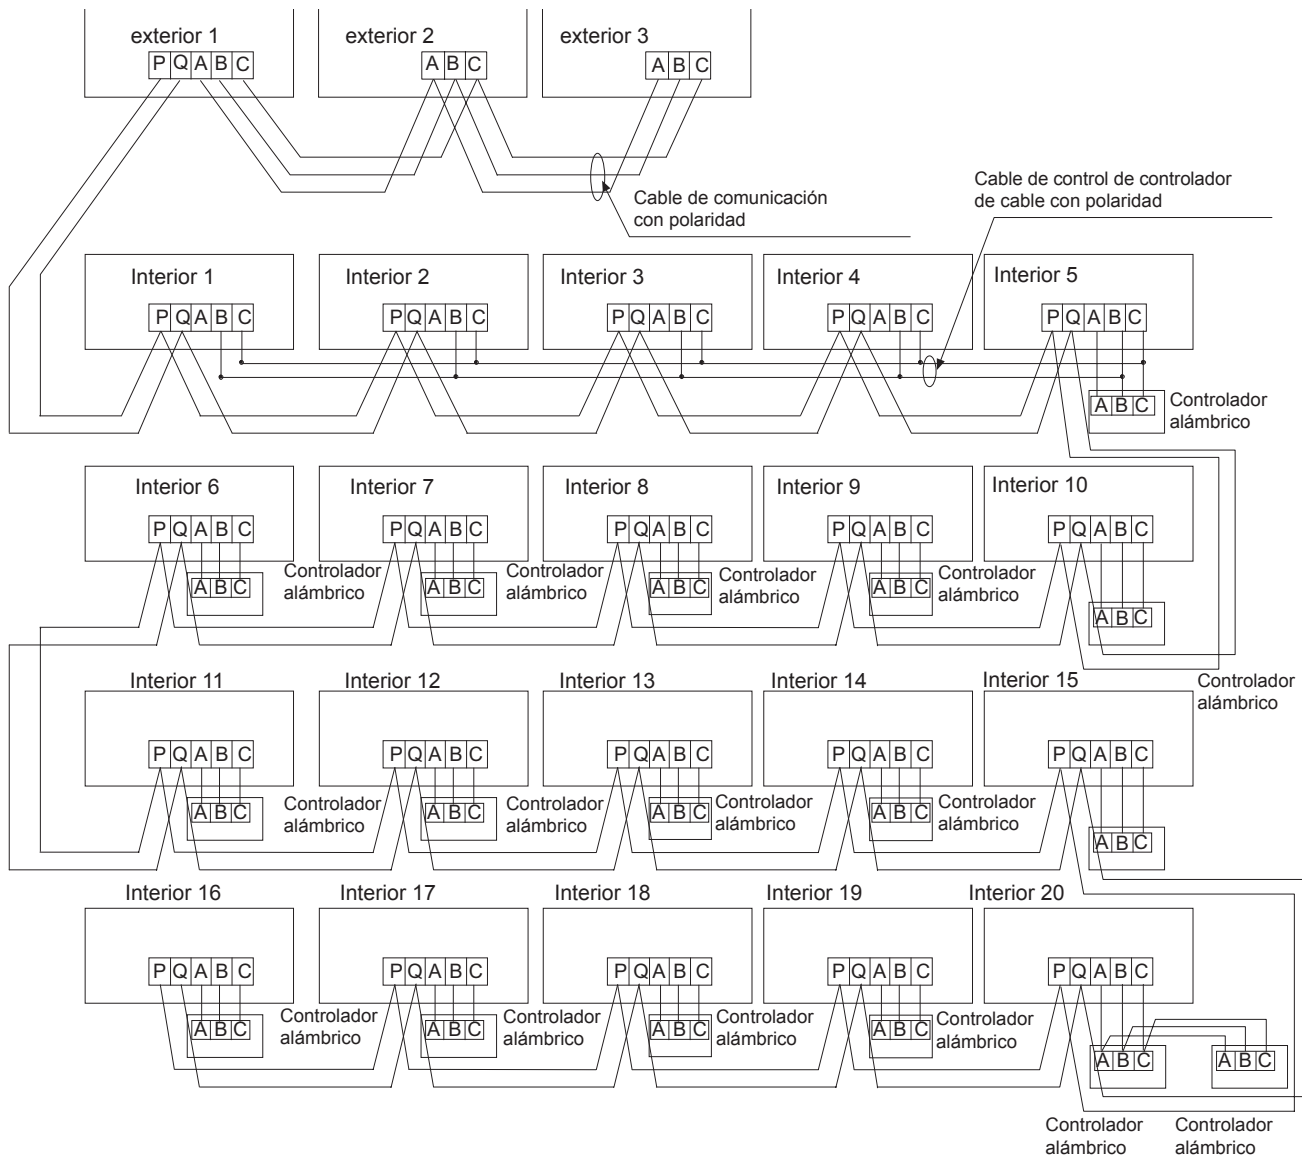 exterior 1
exterior 2
exterior 3
P Q A B C
A B C
A B C
Cable de comunicación
con polaridad
Cable de control de controlador
de cable con polaridad
Interior 1
Interior 2
Interior 3
Interior 4
Interior 5
P Q A B C
P Q A B C
P Q A B C
P Q A B C
P Q A B C
A B C
Controlador
alámbrico
Interior 6
Interior 7
Interior 8
Interior 9
Interior 10
P Q A B C
P Q A B C
P Q A B C
P Q A B C
P Q A B C
A B C
Controlador
alámbrico
A B C
Controlador
alámbrico
A B C
Controlador
alámbrico
A B C
Controlador
alámbrico
A B C
Controlador
alámbrico
Interior 11
Interior 12
Interior 13
Interior 14
Interior 15
P Q A B C
P Q A B C
P Q A B C
P Q A B C
P Q A B C
A B C
Controlador
alámbrico
A B C
Controlador
alámbrico
A B C
Controlador
alámbrico
A B C
Controlador
alámbrico
A B C
Interior 16
Interior 17
Interior 18
Interior 19
Interior 20
P Q A B C
P Q A B C
P Q A B C
P Q A B C
P Q A B C
A B C
Controlador
alámbrico
A B C
Controlador
alámbrico
A B C
Controlador
alámbrico
A B C
Controlador
alámbrico
A B C
A B C
Controlador
alámbrico
Controlador
alámbrico